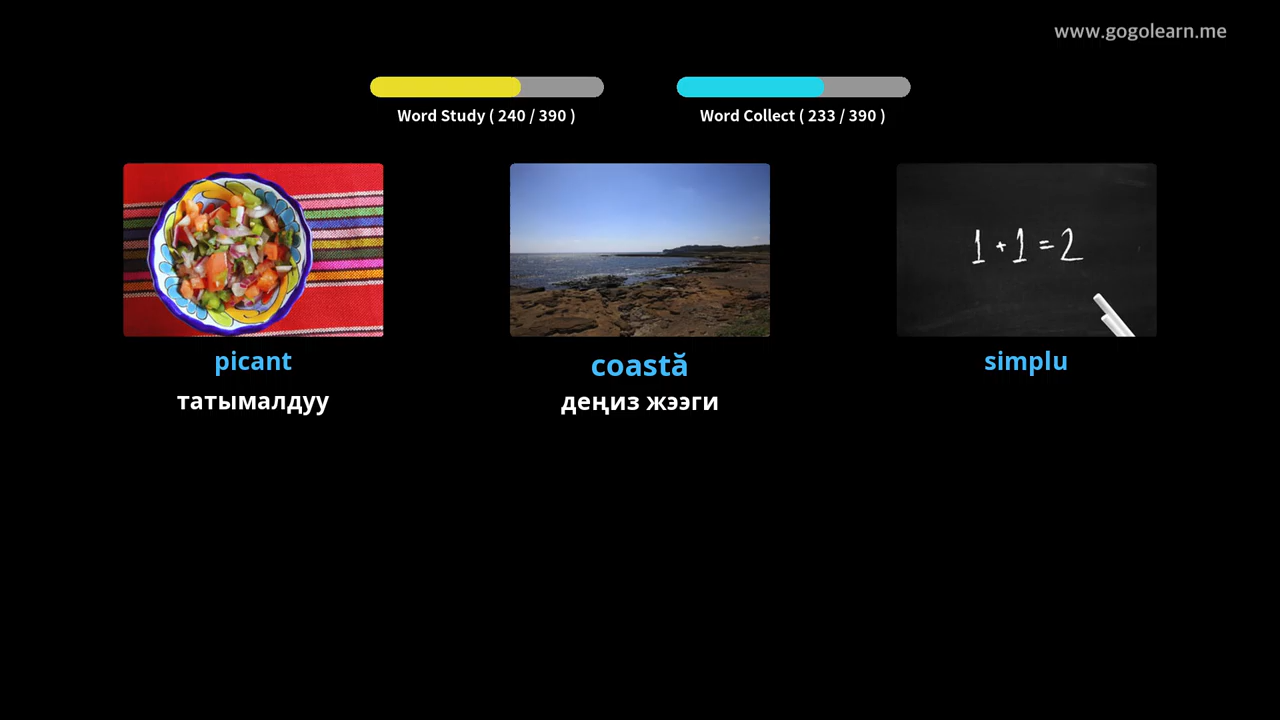 www.gogolearn.me
Word Study ( 240 / 390 )
Word Collect ( 233 / 390 )
1 + 1 = 2
picant
coastă
simplu
татымалдуу
деңиз жээги